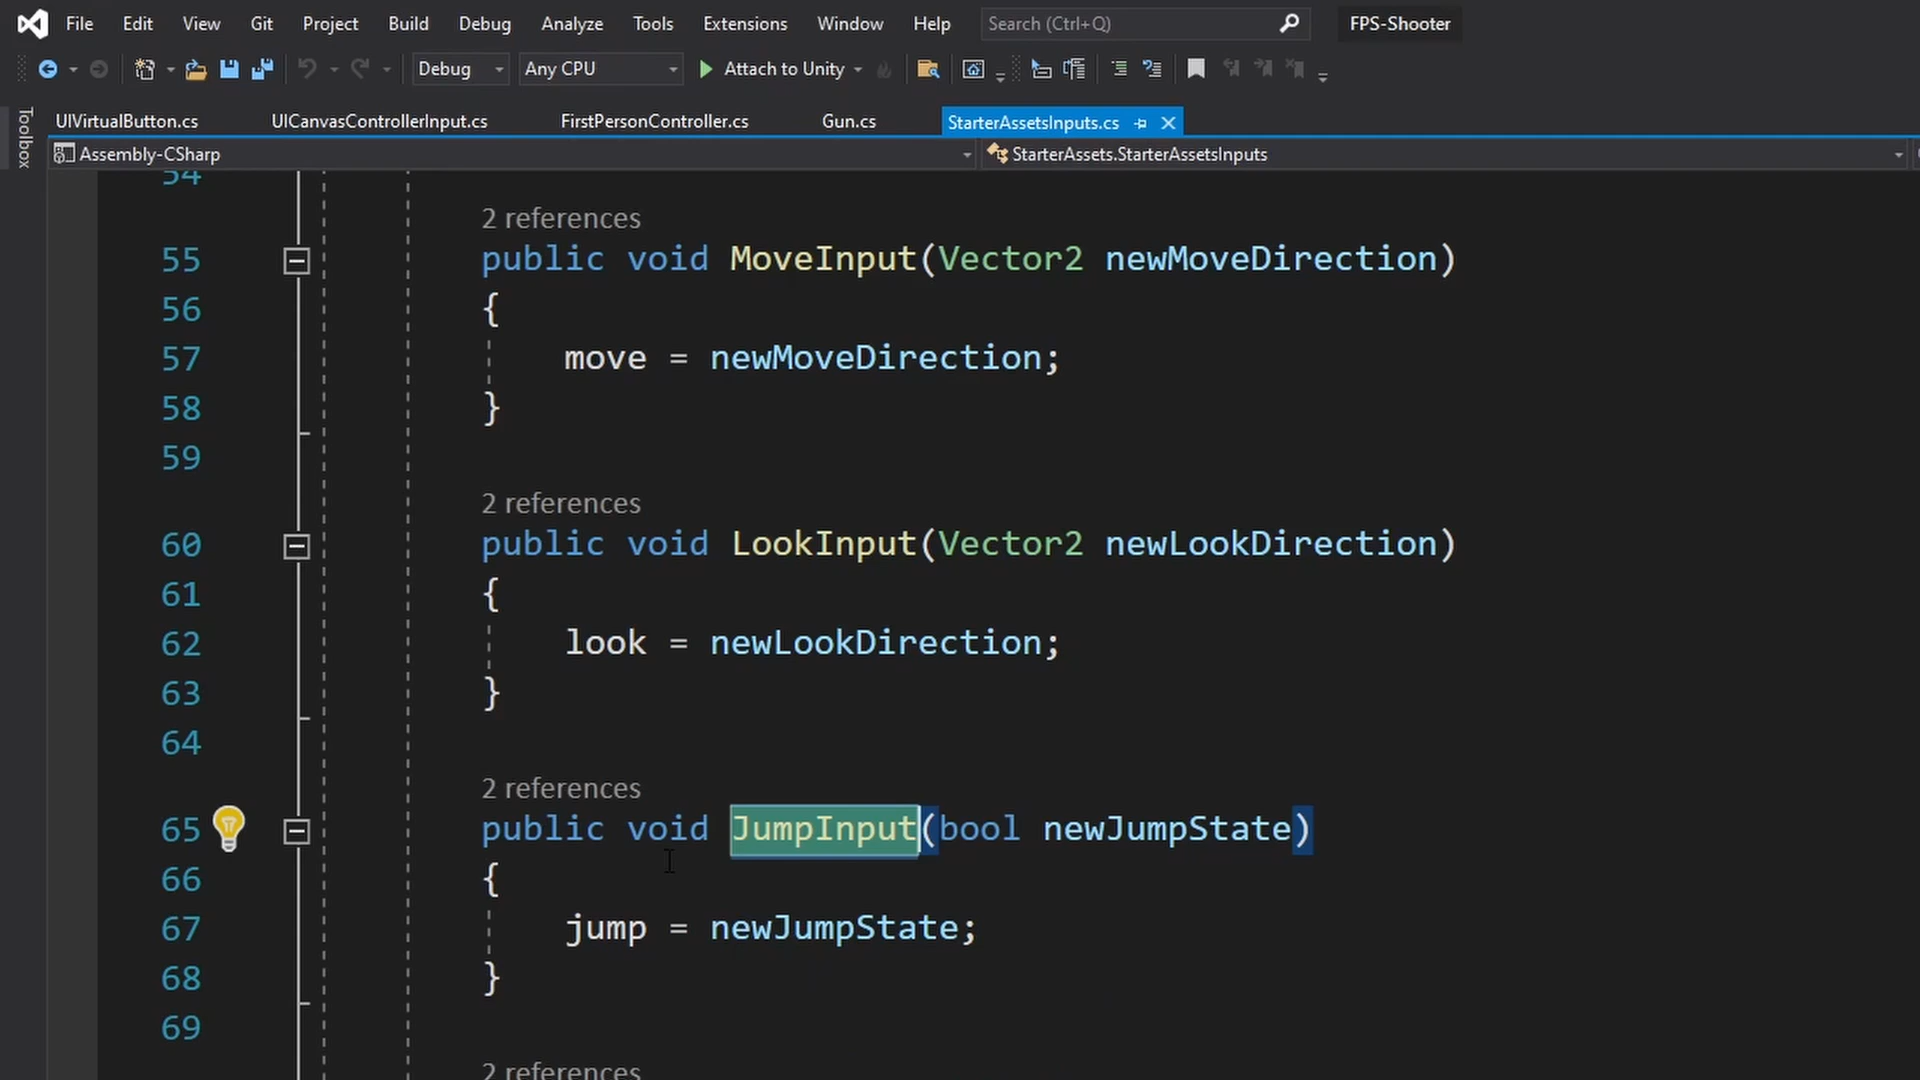 File Edit View Git Project Build Debug Analyze Tools Extensions Window Help Search (Ctrl+Q) FPS-Shooter
Debug Any CPU Attach to Unity
Toolbox
UIVirtualButton.cs UICanvasControllerInput.cs FirstPersonController.cs Gun.cs StarterAssetsInputs.cs
Assembly-CSharp StarterAssets.StarterAssetsInputs
54
2 references
55 public void MoveInput(Vector2 newMoveDirection)
56 {
57 move = newMoveDirection;
58 }
59
2 references
60 public void LookInput(Vector2 newLookDirection)
61 {
62 look = newLookDirection;
63 }
64
2 references
65 public void JumpInput(bool newJumpState)
66 {
67 jump = newJumpState;
68 }
69
2 references